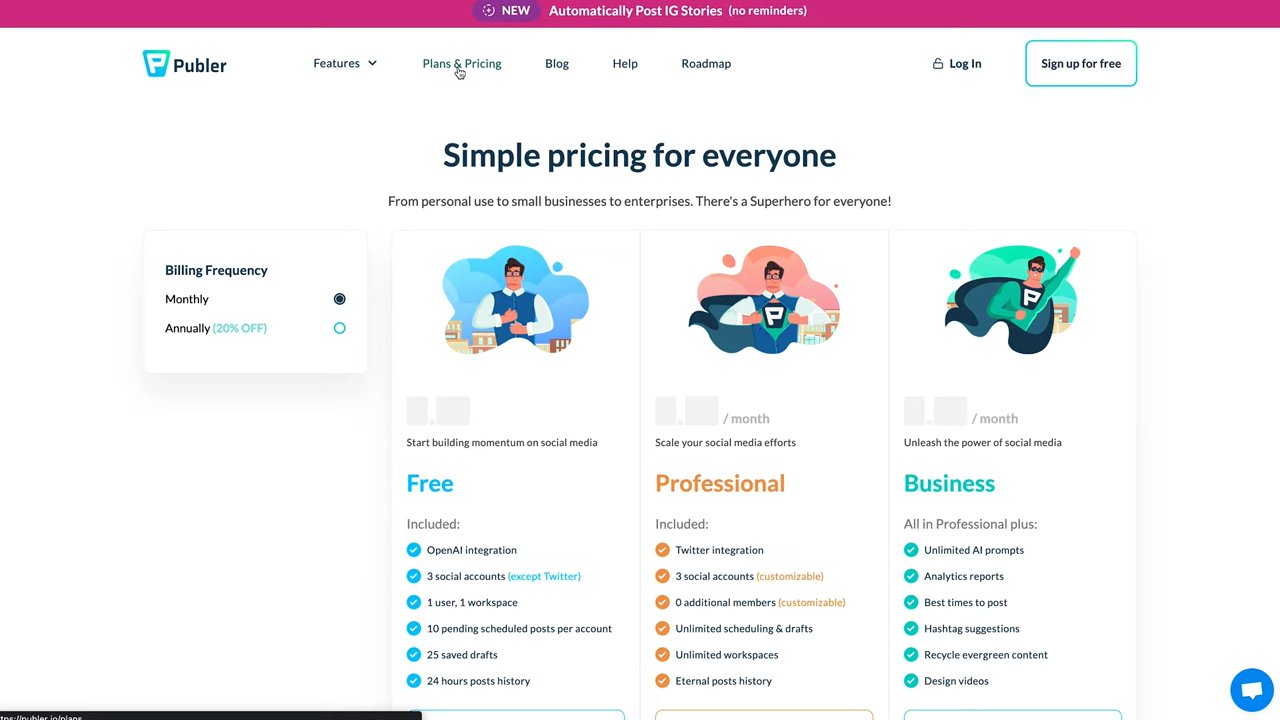 NEW Automatically Post IG Stories (no reminders)
Publer
Features
Plans & Pricing
Blog
Help
Roadmap
Log In
Sign up for free
Simple pricing for everyone
From personal use to small businesses to enterprises. There's a Superhero for everyone!
Billing Frequency
Monthly
Annually (20% OFF)
Start building momentum on social media
Free
Included:
OpenAI integration
3 social accounts (except Twitter)
1 user, 1 workspace
10 pending scheduled posts per account
25 saved drafts
24 hours posts history
/ month
Scale your social media efforts
Professional
Included:
Twitter integration
3 social accounts (customizable)
0 additional members (customizable)
Unlimited scheduling & drafts
Unlimited workspaces
Eternal posts history
/ month
Unleash the power of social media
Business
All in Professional plus:
Unlimited AI prompts
Analytics reports
Best times to post
Hashtag suggestions
Recycle evergreen content
Design videos